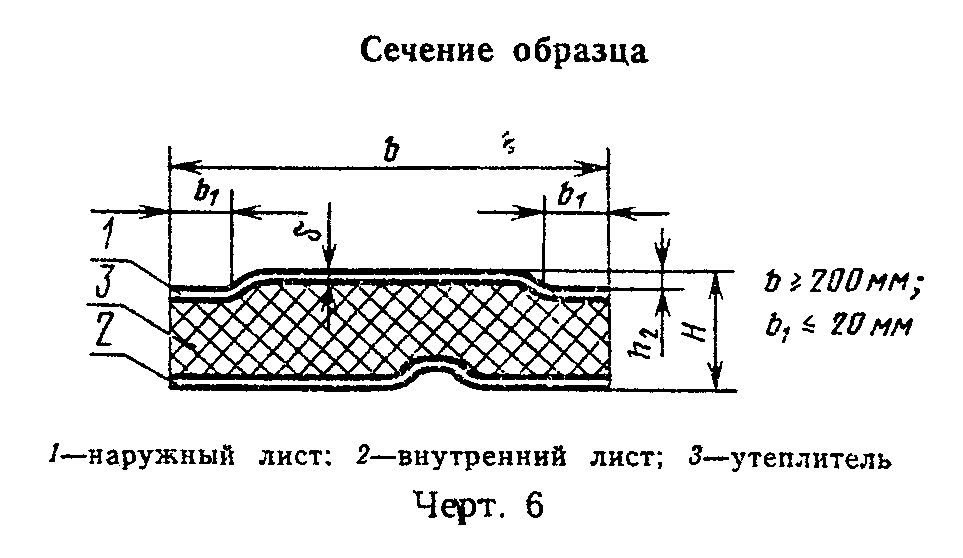 Сечение образца
b
b₁ b₁
S
1
3
2
h₂
H
b ⩾ 200 мм;
b₁ ⩽ 20 мм
1—наружный лист: 2—внутренний лист; 3—утеплитель
Черт. 6